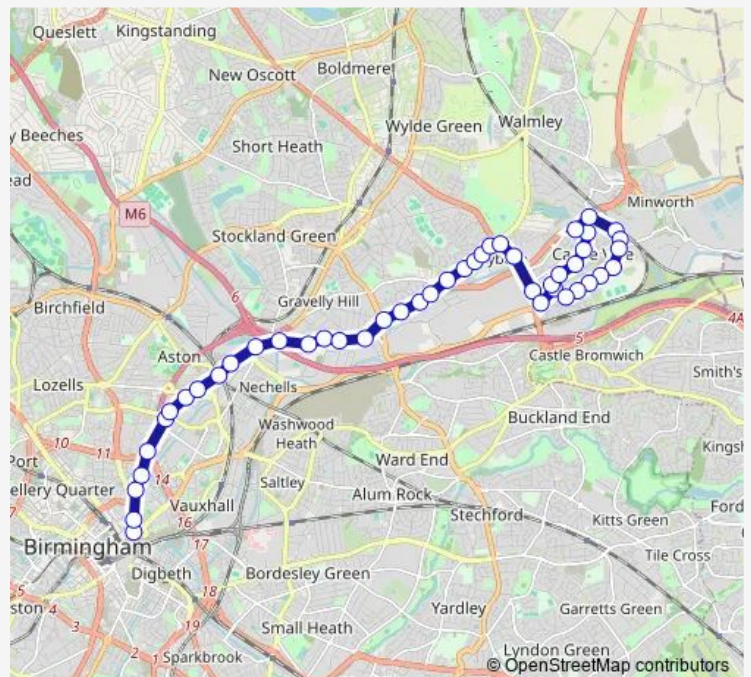 Queslett
Kingstanding
New Oscott
Boldmere
y Beeches
Wylde Green
Walmley
Short Heath
ead
M6
Minworth
Stockland Green
6
Gravelly Hill
Birchfield
4A
5
Aston
Castle Bromwich
Lozells
Nechells
Smith's
Washwood
Heath
Buckland End
10
11
Ward End
Kingsh
Port
14
Saltley
ellery Quarter
Alum Rock
Ford
Vauxhall
Stechford
Kitts Green
7
16
17
Birmingham
Tile Cross
Digbeth
Bordesley Green
5
ston
4
18
Yardley
Garretts Green
3
19
Small Heath
2
1
Sparkbrook
Lyndon Green
© OpenStreetMap contributors